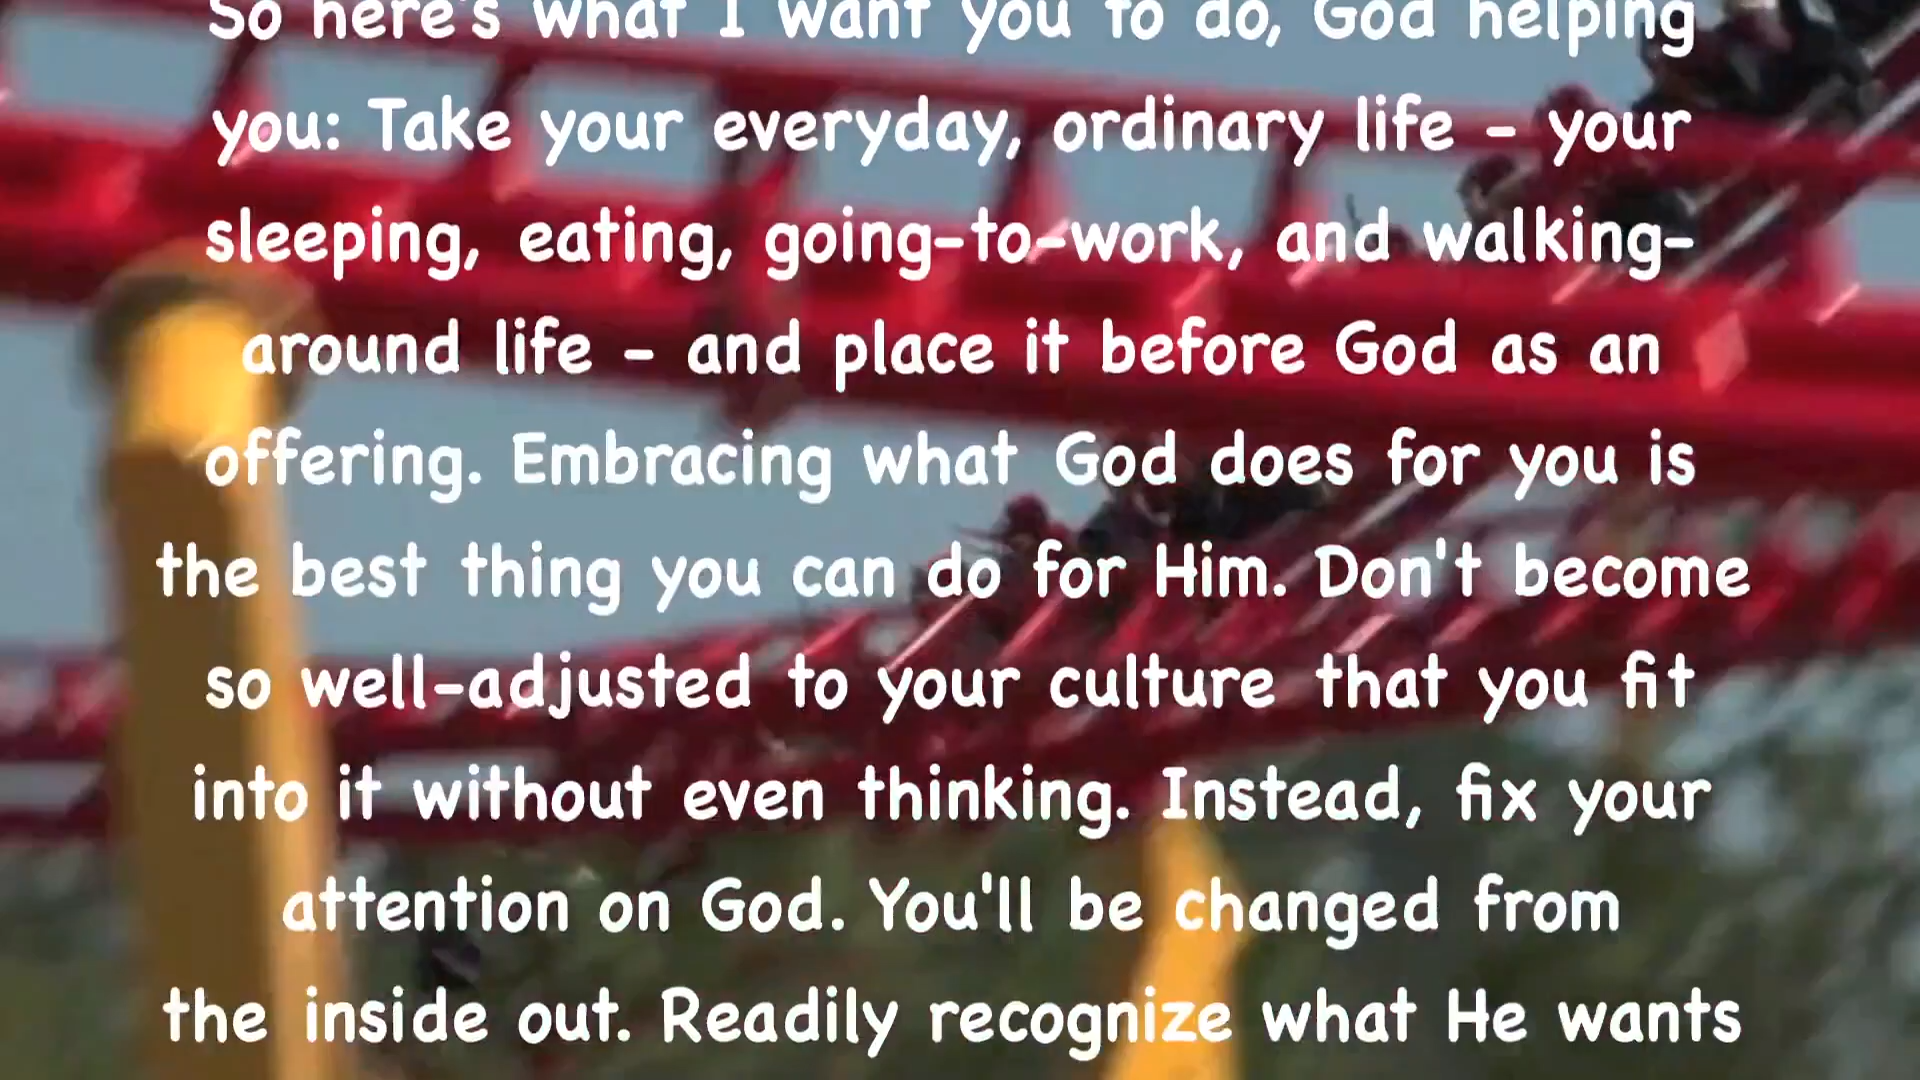 So here's what I want you to do, God helping
you: Take your everyday, ordinary life - your
sleeping, eating, going-to-work, and walking-
around life - and place it before God as an
offering. Embracing what God does for you is
the best thing you can do for Him. Don't become
so well-adjusted to your culture that you fit
into it without even thinking. Instead, fix your
attention on God. You'll be changed from
the inside out. Readily recognize what He wants